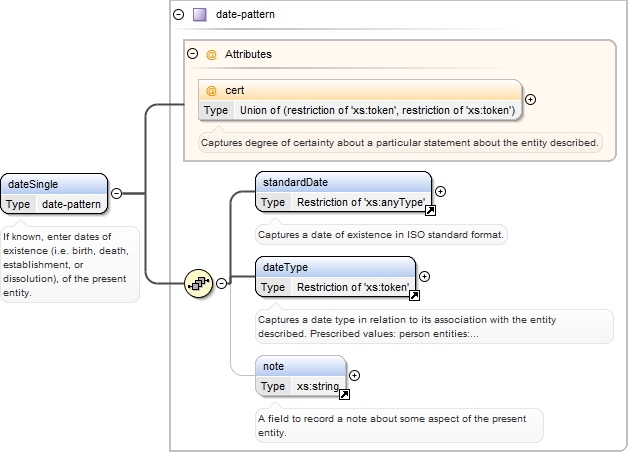 date-pattern
@ Attributes
@ cert
Type Union of (restriction of 'xs:token', restriction of 'xs:token')
Captures degree of certainty about a particular statement about the entity described.
dateSingle
Type date-pattern
If known, enter dates of
existence (i.e. birth, death,
establishment, or
dissolution), of the present
entity.
standardDate
Type Restriction of 'xs:anyType'
Captures a date of existence in ISO standard format.
dateType
Type Restriction of 'xs:token'
Captures a date type in relation to its association with the entity
described. Prescribed values: person entities:...
note
Type xs:string
A field to record a note about some aspect of the present
entity.